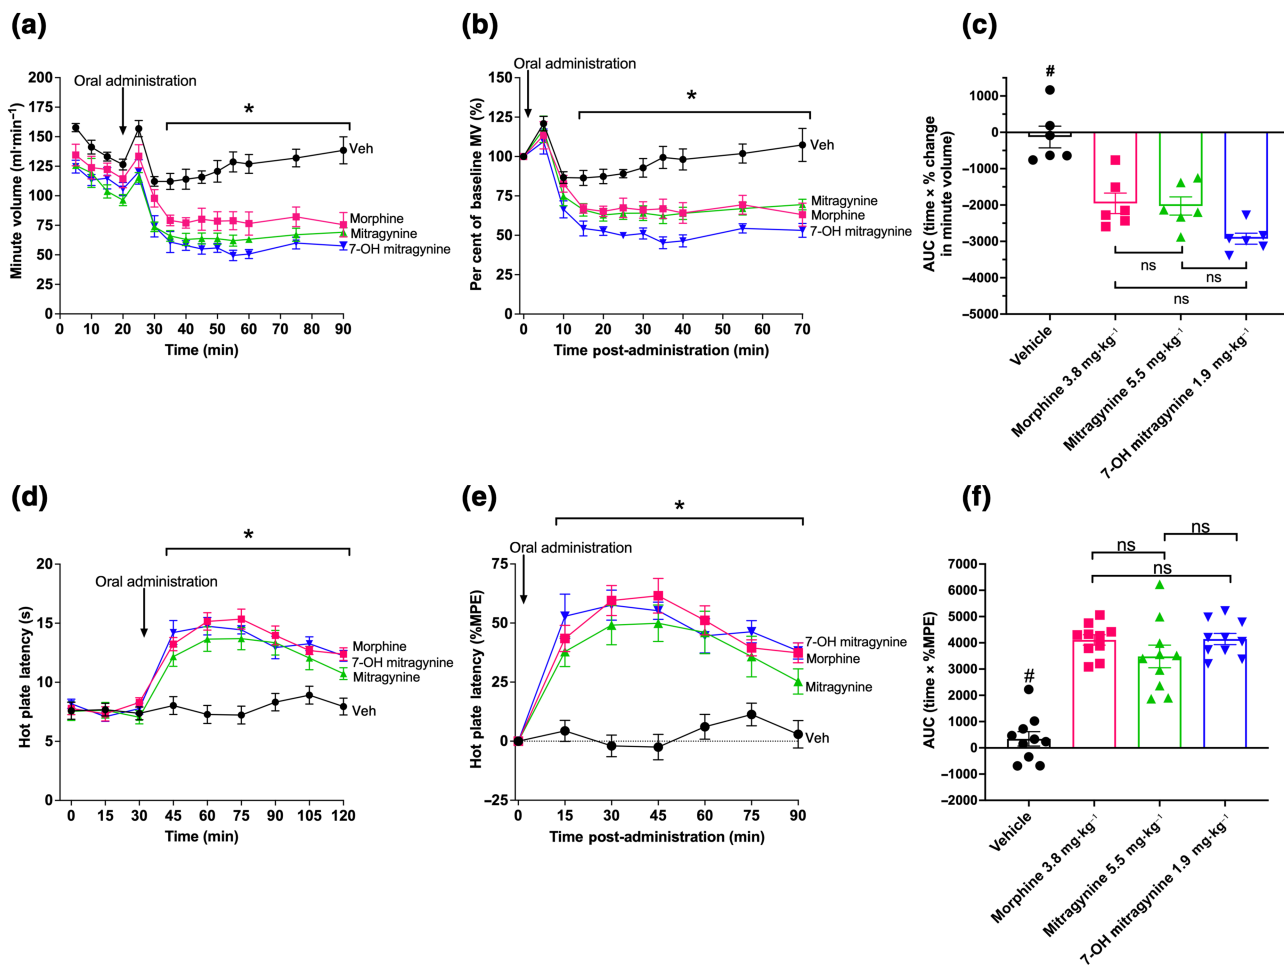 (a)
Oral administration
*
Minute volume (ml·min⁻¹)
200
175
150
125
100
75
50
25
0
0 10 20 30 40 50 60 70 80 90
Time (min)
Veh
Morphine
Mitragynine
7-OH mitragynine
(b)
Oral administration
*
Per cent of baseline MV (%)
150
125
100
75
50
25
0
0 10 20 30 40 50 60 70
Time post-administration (min)
Veh
Mitragynine
Morphine
7-OH mitragynine
(c)
#
AUC (time × % change
in minute volume)
1000
0
−1000
−2000
−3000
−4000
−5000
ns
ns
ns
Vehicle
Morphine 3.8 mg·kg⁻¹
Mitragynine 5.5 mg·kg⁻¹
7-OH mitragynine 1.9 mg·kg⁻¹
(d)
*
Oral administration
Hot plate latency (s)
20
15
10
5
0
0 15 30 45 60 75 90 105 120
Time (min)
Morphine
7-OH mitragynine
Mitragynine
Veh
(e)
*
Oral administration
Hot plate latency (%MPE)
75
50
25
0
−25
0 15 30 45 60 75 90
Time post-administration (min)
7-OH mitragynine
Morphine
Mitragynine
Veh
(f)
ns
ns
ns
#
AUC (time × %MPE)
7000
6000
5000
4000
3000
2000
1000
0
−1000
−2000
Vehicle
Morphine 3.8 mg·kg⁻¹
Mitragynine 5.5 mg·kg⁻¹
7-OH mitragynine 1.9 mg·kg⁻¹